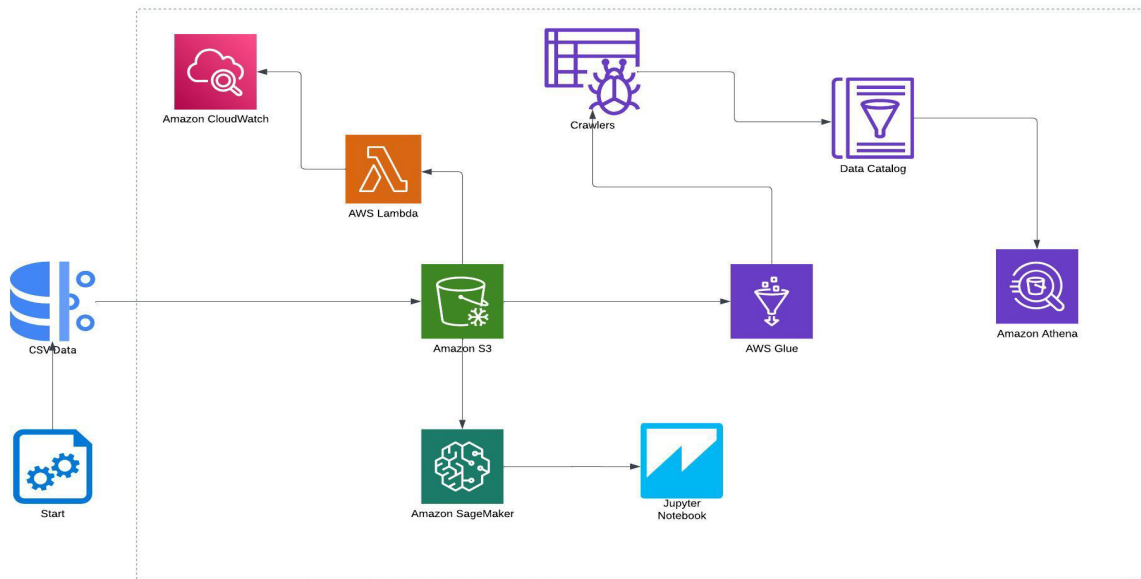 Amazon CloudWatch
Crawlers
Data Catalog
AWS Lambda
CSV Data
Amazon S3
AWS Glue
Amazon Athena
Start
Amazon SageMaker
Jupyter
Notebook